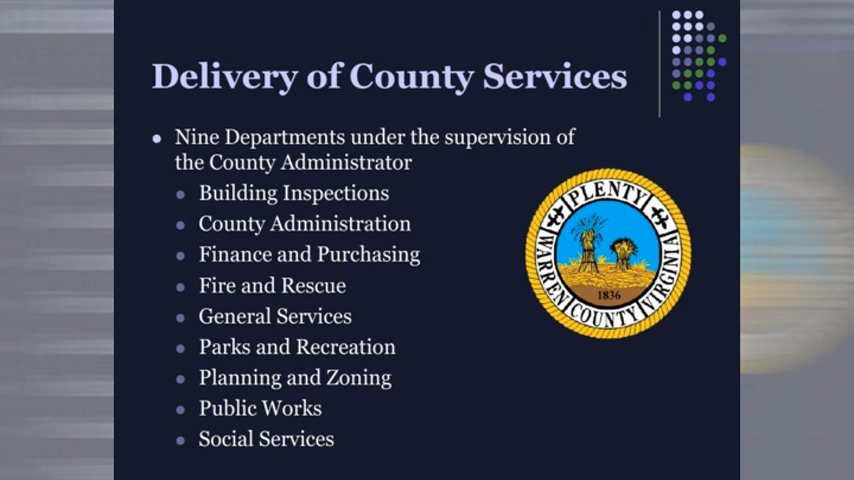 Delivery of County Services
Nine Departments under the supervision of
the County Administrator
Building Inspections
County Administration
Finance and Purchasing
Fire and Rescue
General Services
Parks and Recreation
Planning and Zoning
Public Works
Social Services
PLENTY
WARREN COUNTY VIRGINIA
1836